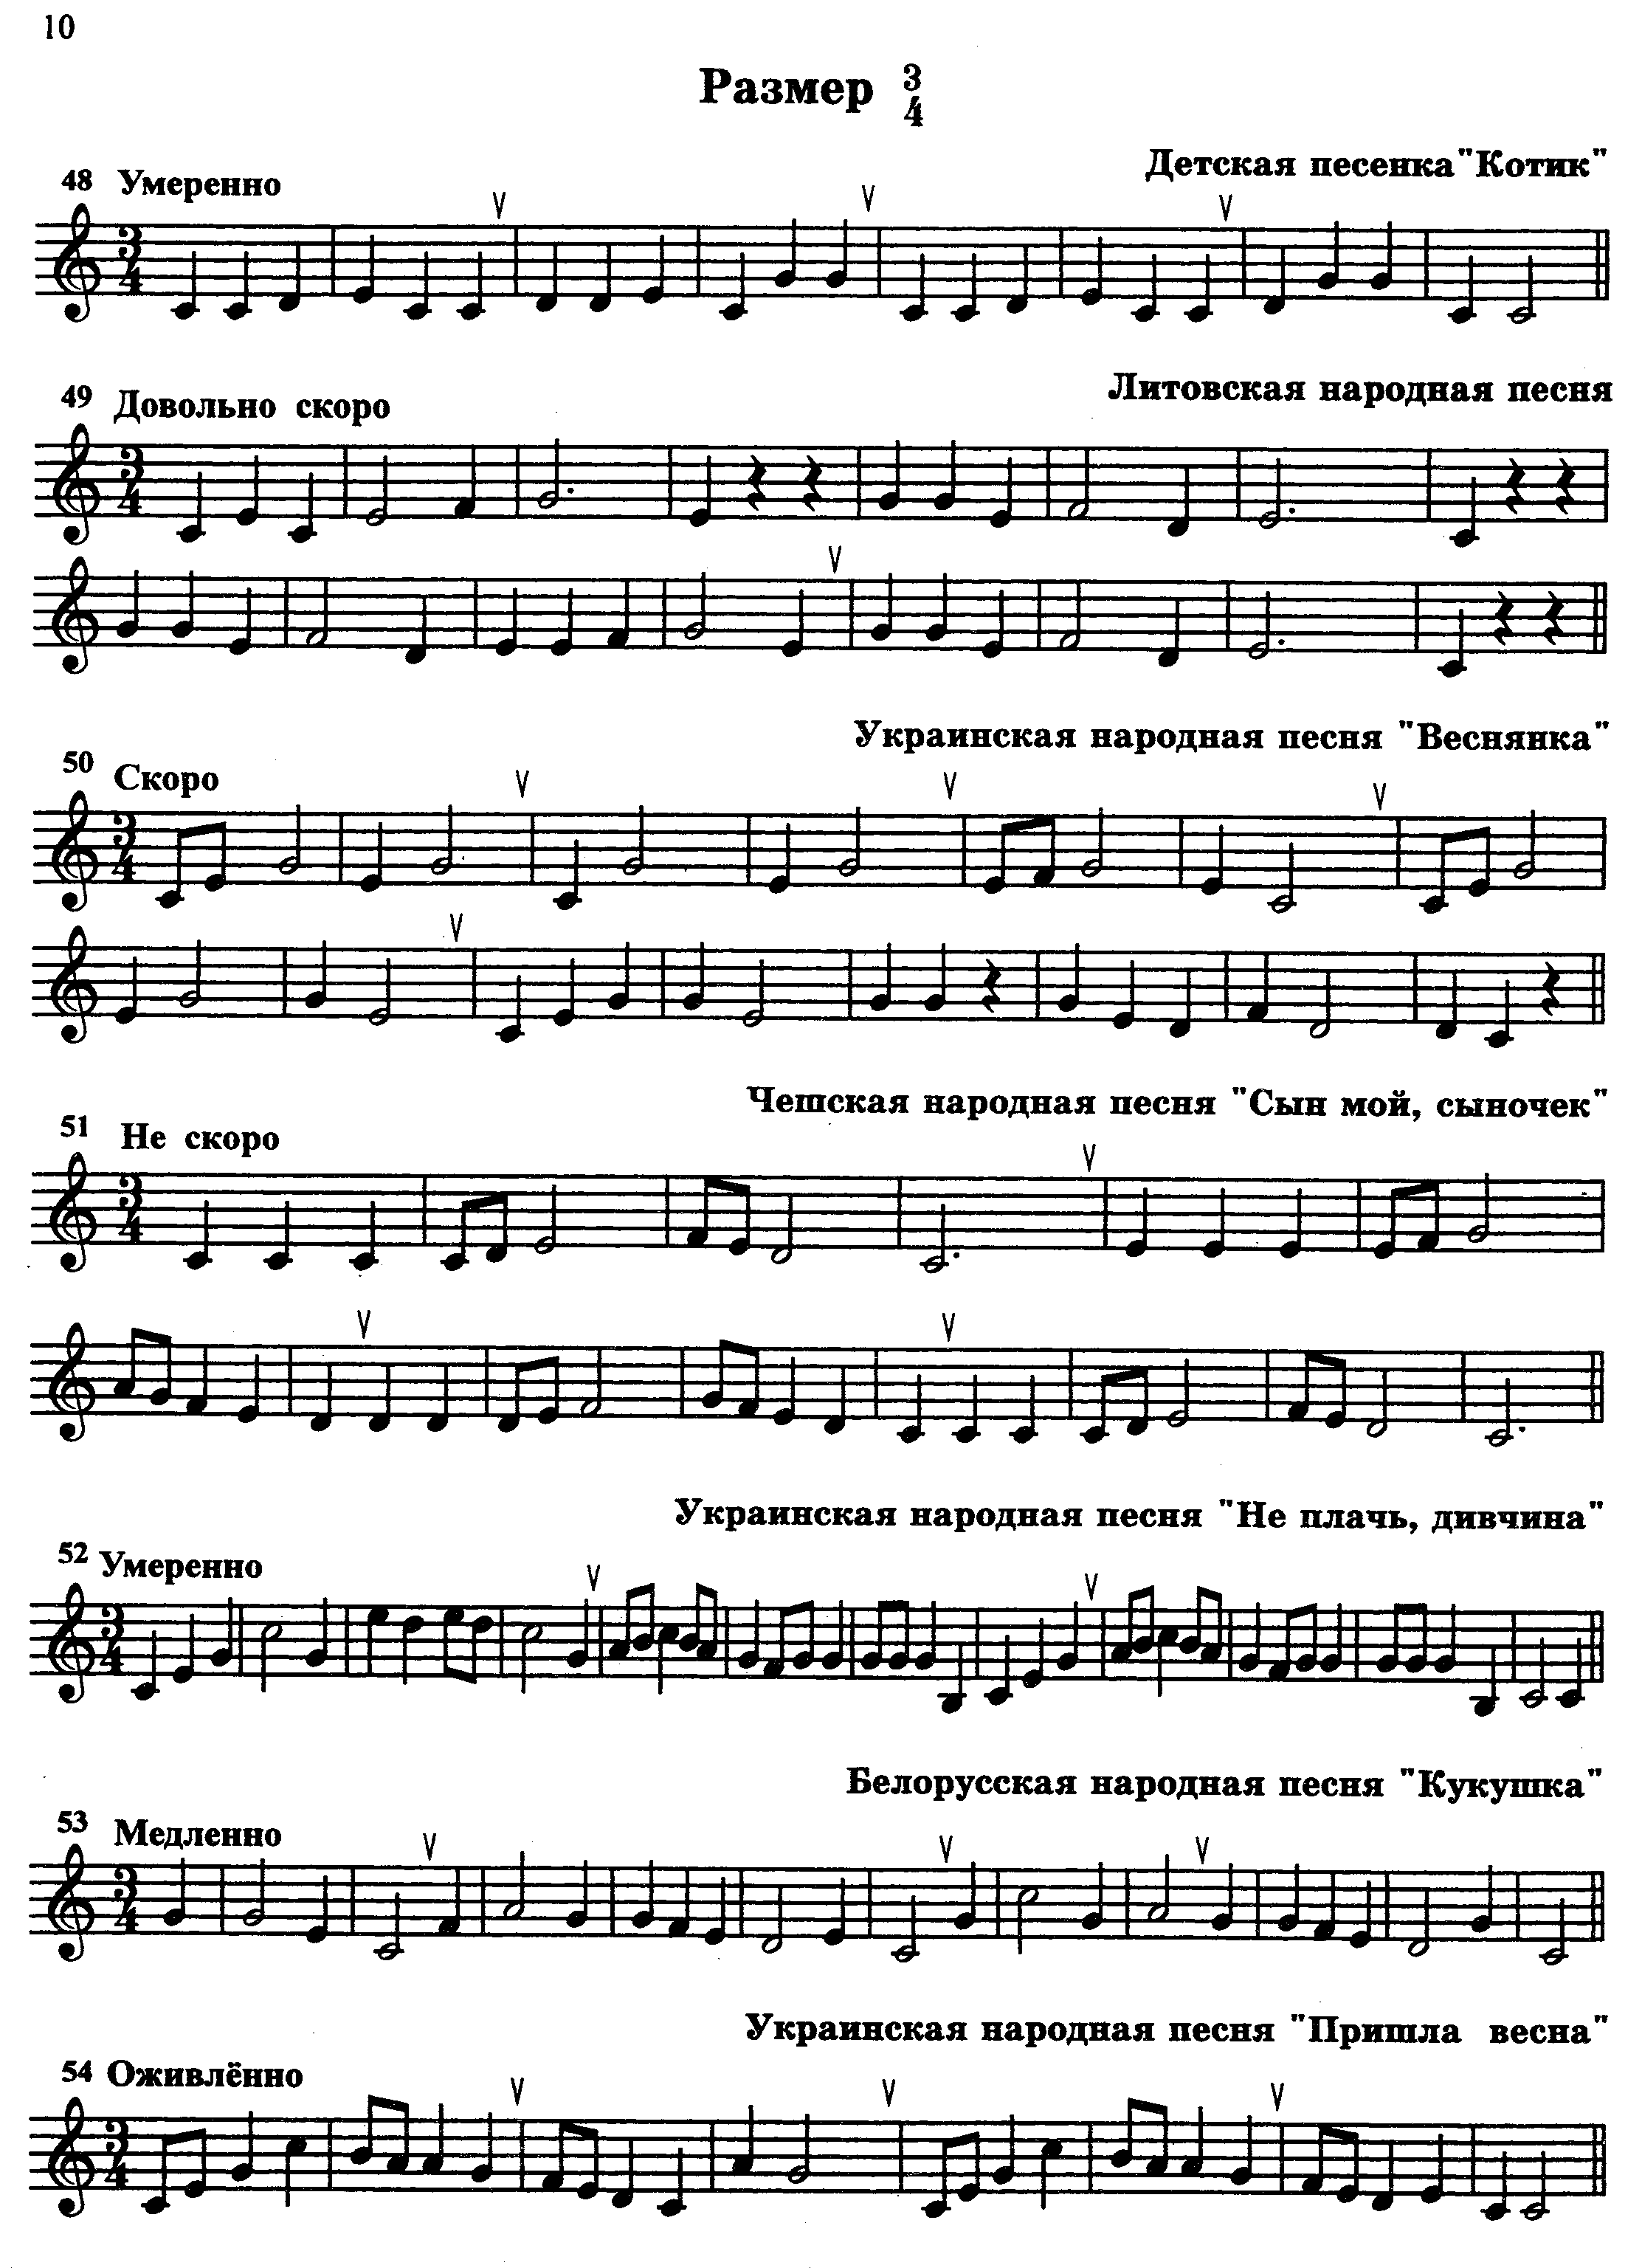 10
Размер 3/4
Детская песенка "Котик"
48 Умеренно
Литовская народная песня
49 Довольно скоро
Украинская народная песня "Веснянка"
50 Скоро
Чешская народная песня "Сын мой, сыночек"
51 Не скоро
Украинская народная песня "Не плачь, дивчина"
52 Умеренно
Белорусская народная песня "Кукушка"
53 Медленно
Украинская народная песня "Пришла весна"
54 Оживлённо